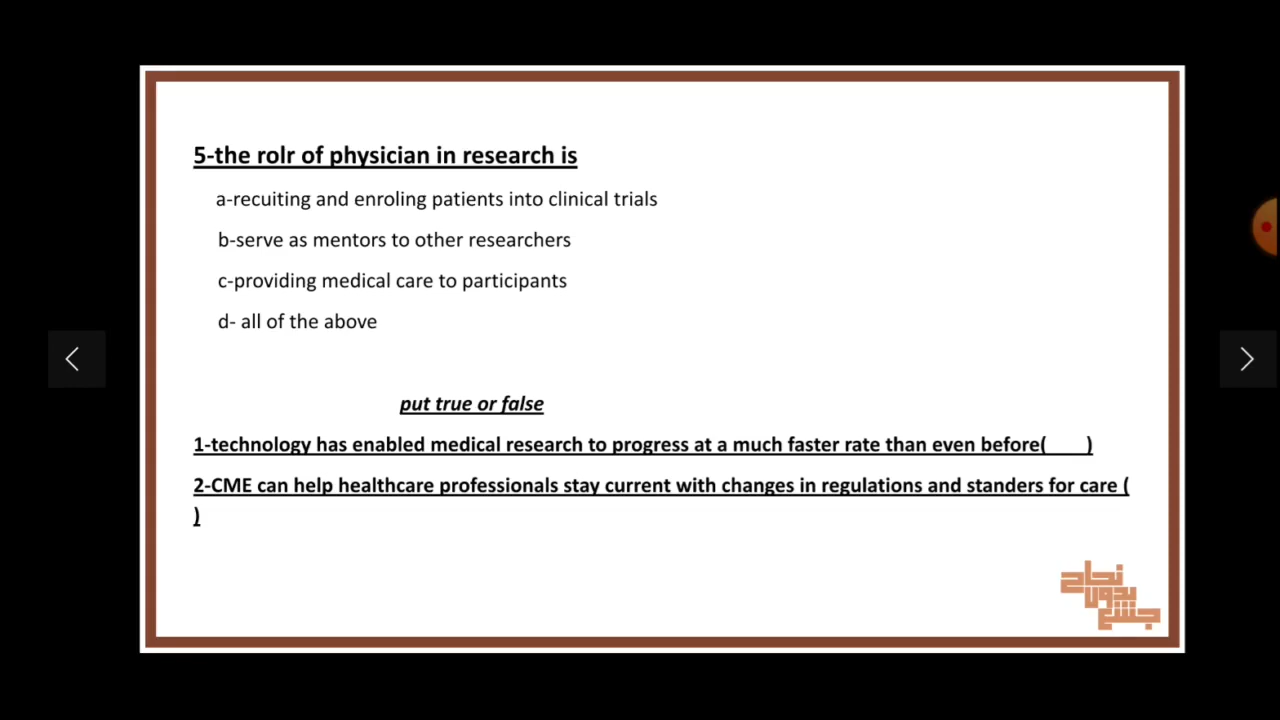 5-the rolr of physician in research is
a-recuiting and enroling patients into clinical trials
b-serve as mentors to other researchers
c-providing medical care to participants
d- all of the above
put true or false
1-technology has enabled medical research to progress at a much faster rate than even before(      )
2-CME can help healthcare professionals stay current with changes in regulations and standers for care (
)
نجاح
بدون
جشع